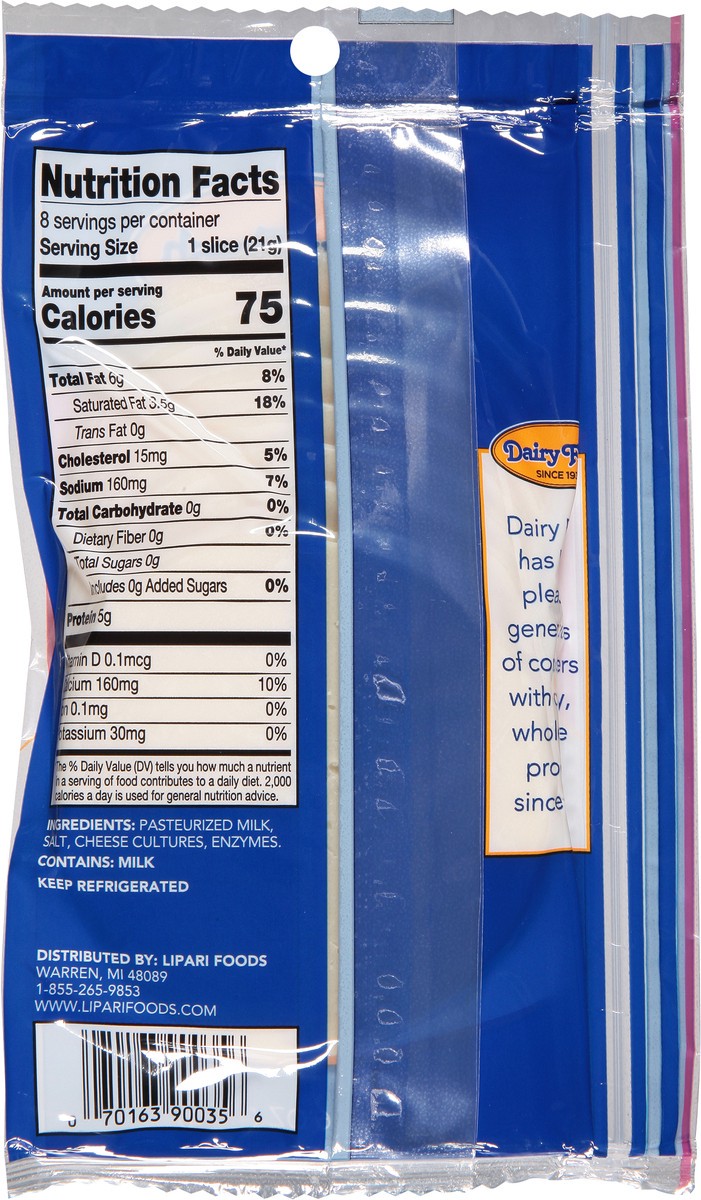 Nutrition Facts
8 servings per container
Serving Size 1 slice (21g)
Amount per serving
Calories 75
% Daily Value*
Total Fat 6g 8%
Saturated Fat 3.5g 18%
Trans Fat 0g
Cholesterol 15mg 5%
Sodium 160mg 7%
Total Carbohydrate 0g 0%
Dietary Fiber 0g 0%
Total Sugars 0g
Includes 0g Added Sugars 0%
Protein 5g
D 0.1mcg 0%
160mg 10%
0.1mg 0%
30mg 0%
The % Daily Value (DV) tells you how much a nutrient
in a serving of food contributes to a daily diet. 2,000
calories a day is used for general nutrition advice.
INGREDIENTS: PASTEURIZED MILK,
SALT, CHEESE CULTURES, ENZYMES.
CONTAINS: MILK
KEEP REFRIGERATED
DISTRIBUTED BY: LIPARI FOODS
WARREN, MI 48089
1-855-265-9853
WWW.LIPARIFOODS.COM
0 70163 90035 6
Dairy
SINCE
Dairy
has
of
whole
since